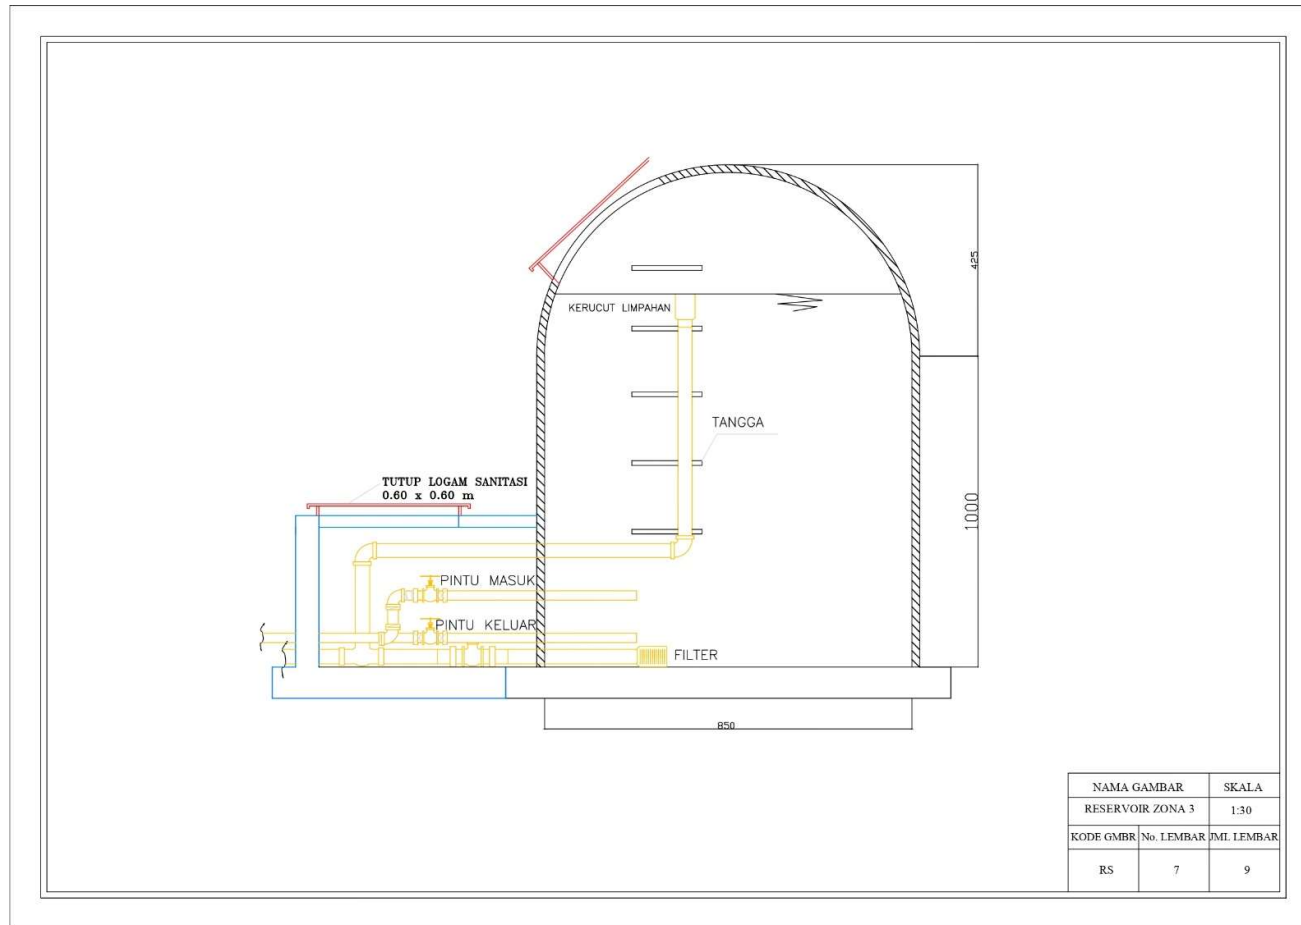 425
KERUCUT LIMPAHAN
TANGGA
TUTUP LOGAM SANITASI
0.60 x 0.60 m
1000
PINTU MASUK
PINTU KELUAR
FILTER
850
NAMA GAMBAR SKALA
RESERVOIR ZONA 3 1:30
KODE GMBR No. LEMBAR JML LEMBAR
RS 7 9